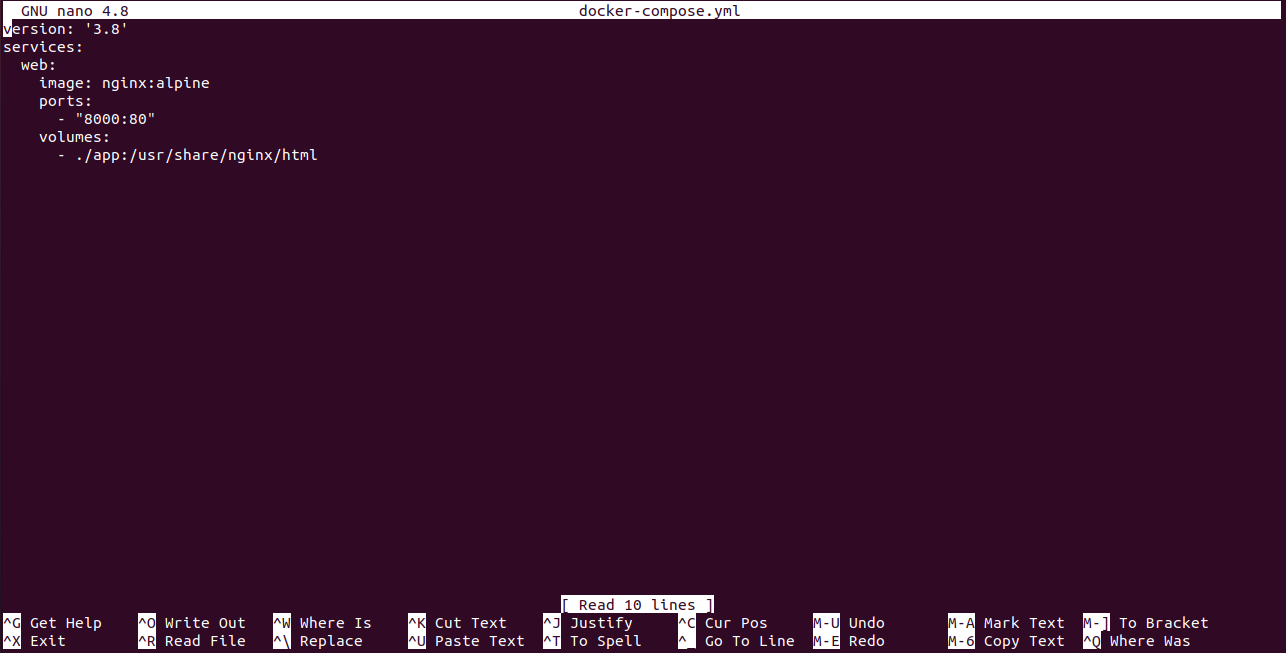 GNU nano 4.8 docker-compose.yml
version: '3.8'
services:
  web:
    image: nginx:alpine
    ports:
      - "8000:80"
    volumes:
      - ./app:/usr/share/nginx/html
[ Read 10 lines ]
^G Get Help ^O Write Out ^W Where Is ^K Cut Text ^J Justify ^C Cur Pos M-U Undo M-A Mark Text M-] To Bracket
^X Exit ^R Read File ^\ Replace ^U Paste Text ^T To Spell ^_ Go To Line M-E Redo M-6 Copy Text ^Q Where Was